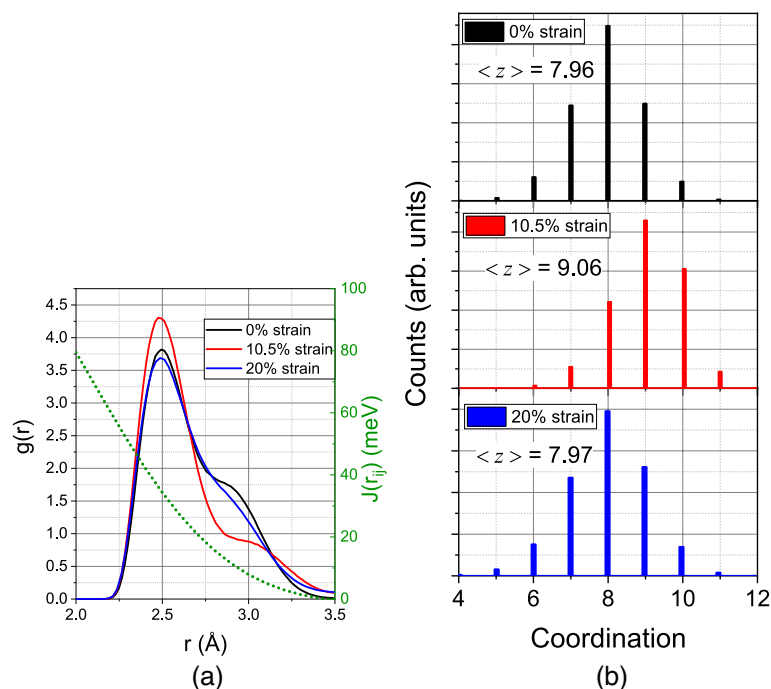 0% strain
< z > = 7.96
10.5% strain
< z > = 9.06
20% strain
< z > = 7.97
Counts (arb. units)
4 6 8 10 12
Coordination
(b)
4.5
4.0
3.5
3.0
2.5
2.0
1.5
1.0
0.5
0.0
g(r)
0% strain
10.5% strain
20% strain
100
80
60
40
20
0
J(rij) (meV)
2.0 2.5 3.0 3.5
r (Å)
(a)